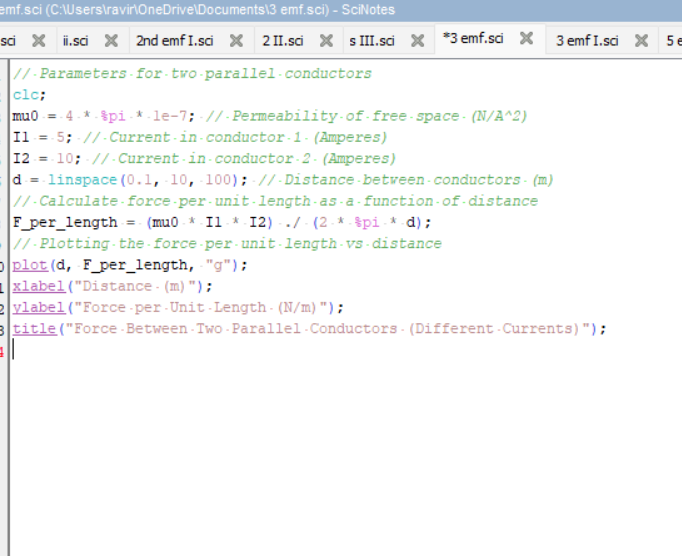 emf.sci (C:\Users\ravir\OneDrive\Documents\3 emf.sci) - SciNotes
sci ii.sci 2nd emf I.sci 2 II.sci s III.sci *3 emf.sci 3 emf I.sci 5 e
// Parameters for two parallel conductors
clc;
mu0 = 4 * %pi * 1e-7; // Permeability of free space (N/A^2)
I1 = 5; // Current in conductor 1 (Amperes)
I2 = 10; // Current in conductor 2 (Amperes)
d = linspace(0.1, 10, 100); // Distance between conductors (m)
// Calculate force per unit length as a function of distance
F_per_length = (mu0 * I1 * I2) ./ (2 * %pi * d);
// Plotting the force per unit length vs distance
0 plot(d, F_per_length, "g");
1 xlabel("Distance (m)");
2 ylabel("Force per Unit Length (N/m)");
3 title("Force Between Two Parallel Conductors (Different Currents)");
4